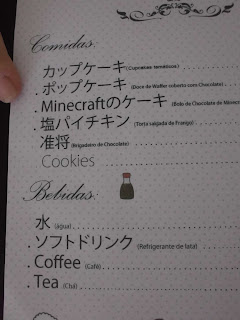 Comidas:
カップケーキ (Cupcakes temáticos)
. ポップケーキ (Doce de Waffer coberto com Chocolate)
. Minecraftのケーキ (Bolo de Chocolate de Minecr
. 塩パイチキン (Torta salgada de Frango)
准将 (Brigadeiro de Chocolate)
Cookies
Bebidas:
水 (água)
. ソフトドリンク (Refrigerante de lata)
. Coffee (Café)
. Tea (Chá)